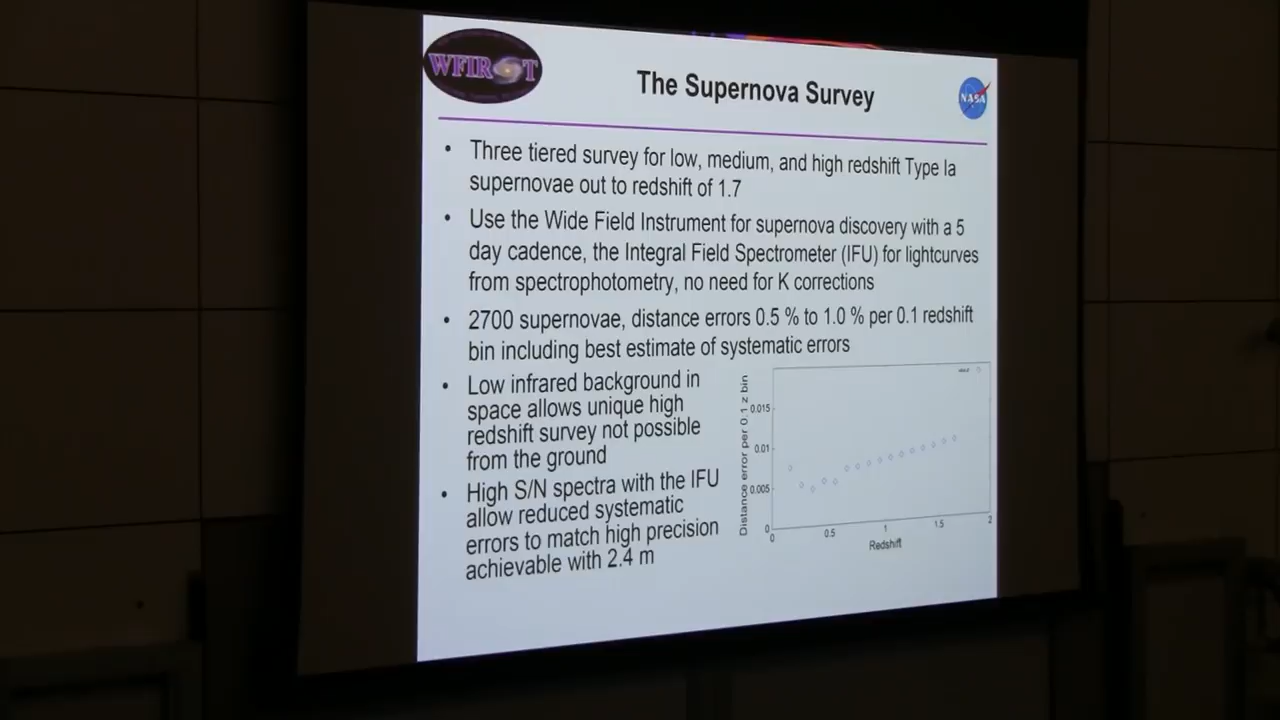 WFIRST
The Supernova Survey
NASA
• Three tiered survey for low, medium, and high redshift Type Ia
supernovae out to redshift of 1.7
• Use the Wide Field Instrument for supernova discovery with a 5
day cadence, the Integral Field Spectrometer (IFU) for lightcurves
from spectrophotometry, no need for K corrections
• 2700 supernovae, distance errors 0.5 % to 1.0 % per 0.1 redshift
bin including best estimate of systematic errors
• Low infrared background in
space allows unique high
redshift survey not possible
from the ground
• High S/N spectra with the IFU
allow reduced systematic
errors to match high precision
achievable with 2.4 m
Distance error per 0.1 z bin
0.015
0.01
0.005
0
0 0.5 1 1.5 2
Redshift